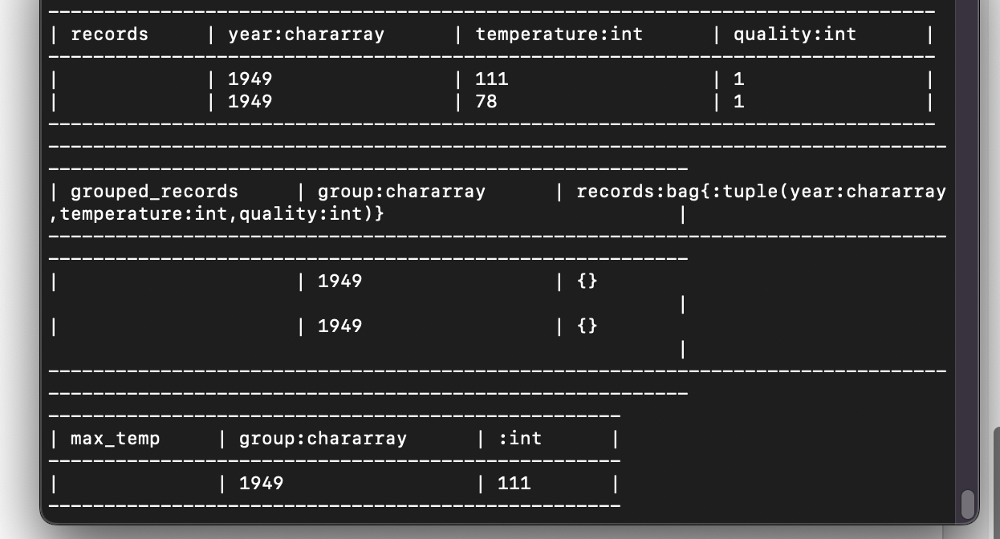 --------------------------------------------------------------------------------
| records     | year:chararray      | temperature:int      | quality:int      |
--------------------------------------------------------------------------------
|             | 1949                | 111                  | 1                |
|             | 1949                | 78                   | 1                |
--------------------------------------------------------------------------------
--------------------------------------------------------------------------------
---------------------------------------------------------
| grouped_records     | group:chararray      | records:bag{:tuple(year:chararray
,temperature:int,quality:int)}                          |
--------------------------------------------------------------------------------
---------------------------------------------------------
|                     | 1949                 | {}
                                                        |
|                     | 1949                 | {}
                                                        |
--------------------------------------------------------------------------------
---------------------------------------------------------
---------------------------------------------------
| max_temp     | group:chararray      | :int      |
---------------------------------------------------
|              | 1949                 | 111       |
---------------------------------------------------